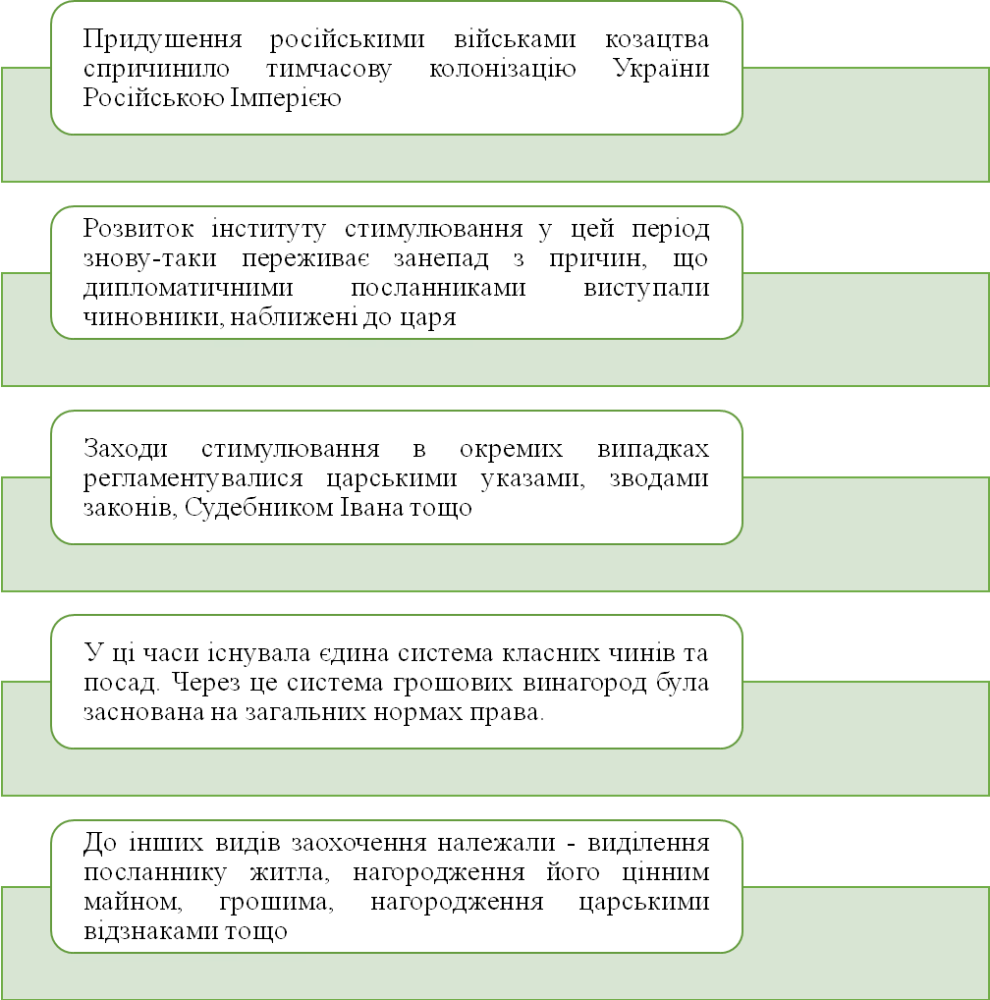 Придушення російськими військами козацтва
спричинило тимчасову колонізацію України
Російською Імперією
Розвиток інституту стимулювання у цей період
знову-таки переживає занепад з причин, що
дипломатичними посланниками виступали
чиновники, наближені до царя
Заходи стимулювання в окремих випадках
регламентувалися царськими указами, зводами
законів, Судебником Івана тощо
У ці часи існувала єдина система класних чинів та
посад. Через це система грошових винагород була
заснована на загальних нормах права.
До інших видів заохочення належали - виділення
посланнику житла, нагородження його цінним
майном, грошима, нагородження царськими
відзнаками тощо